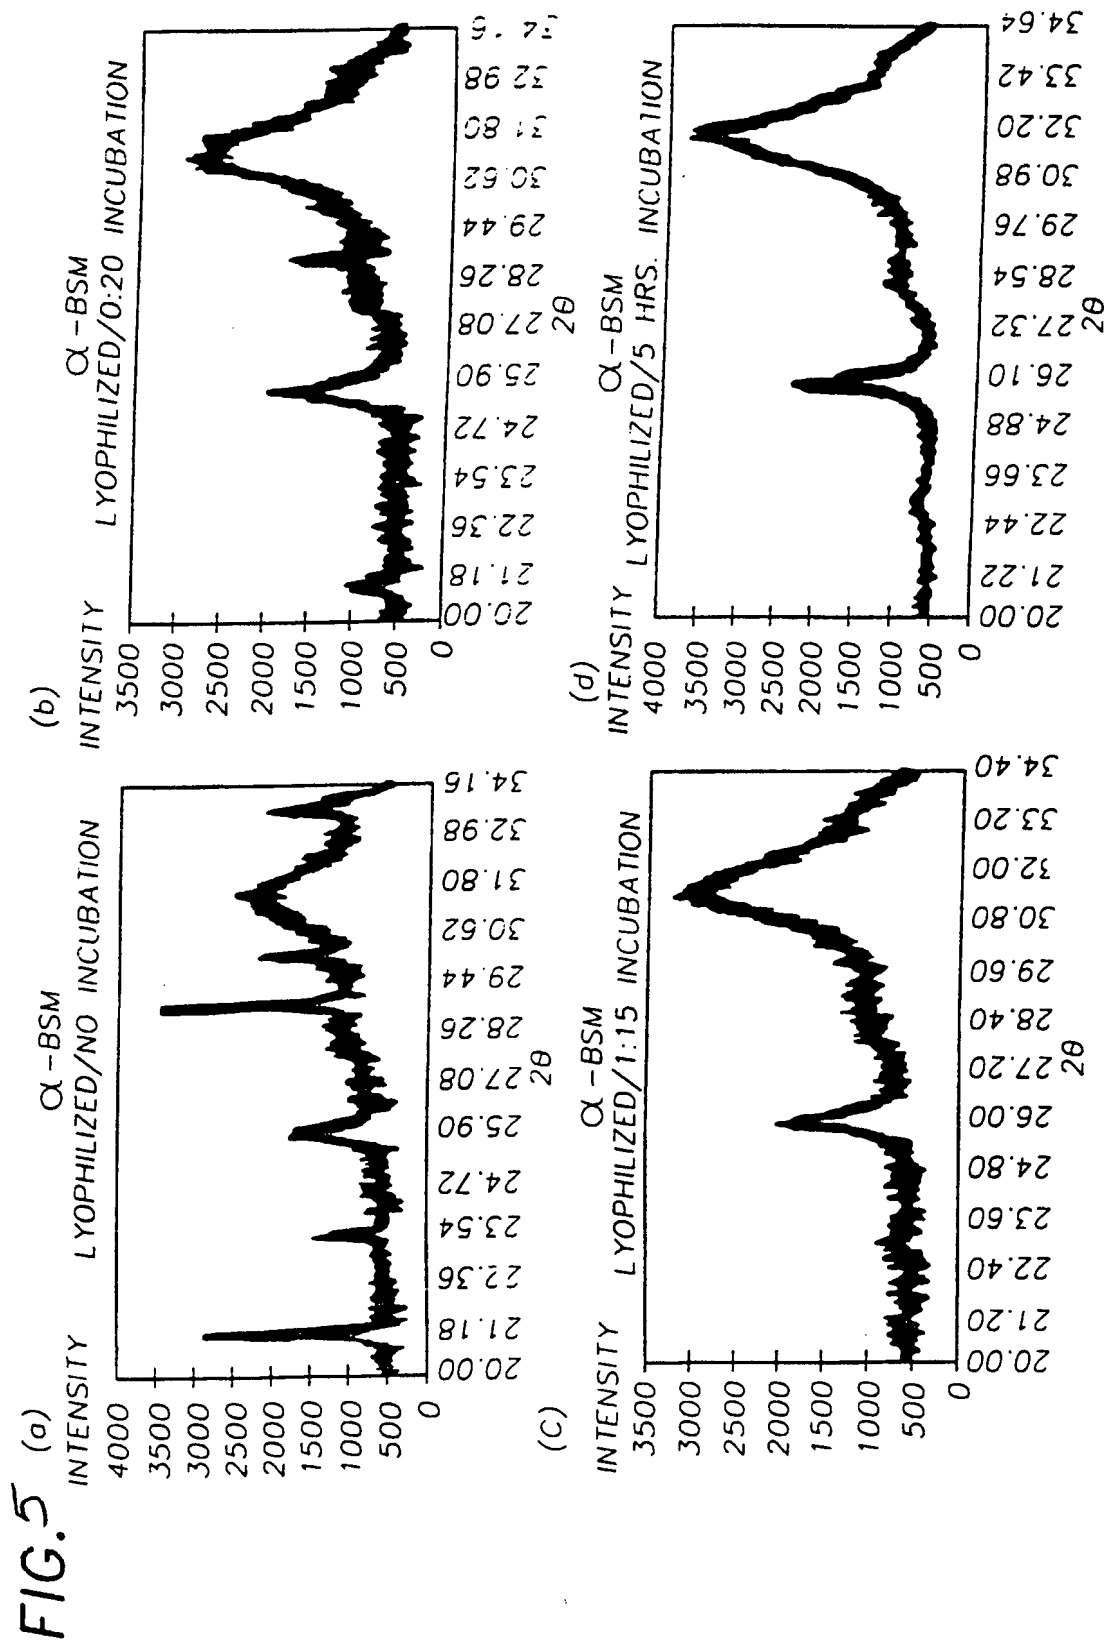 FIG.5
(a)
α-BSM
INTENSITY LYOPHILIZED/NO INCUBATION
4000
3500
3000
2500
2000
1500
1000
500
0
20.00 21.18 22.36 23.54 24.72 25.90 27.08 28.26 29.44 30.62 31.80 32.98 34.15
2θ
(b)
α-BSM
INTENSITY LYOPHILIZED/0:20 INCUBATION
3500
3000
2500
2000
1500
1000
500
0
20.00 21.18 22.36 23.54 24.72 25.90 27.08 28.26 29.44 30.62 31.80 32.98
2θ
(c)
α-BSM
INTENSITY LYOPHILIZED/1:15 INCUBATION
3500
3000
2500
2000
1500
1000
500
0
20.00 21.20 22.40 23.60 24.80 26.00 27.20 28.40 29.60 30.80 32.00 33.20 34.40
2θ
(d)
α-BSM
INTENSITY LYOPHILIZED/5 HRS. INCUBATION
4000
3500
3000
2500
2000
1500
1000
500
0
20.00 21.22 22.44 23.66 24.88 26.10 27.32 28.54 29.76 30.98 32.20 33.42 34.64
2θ